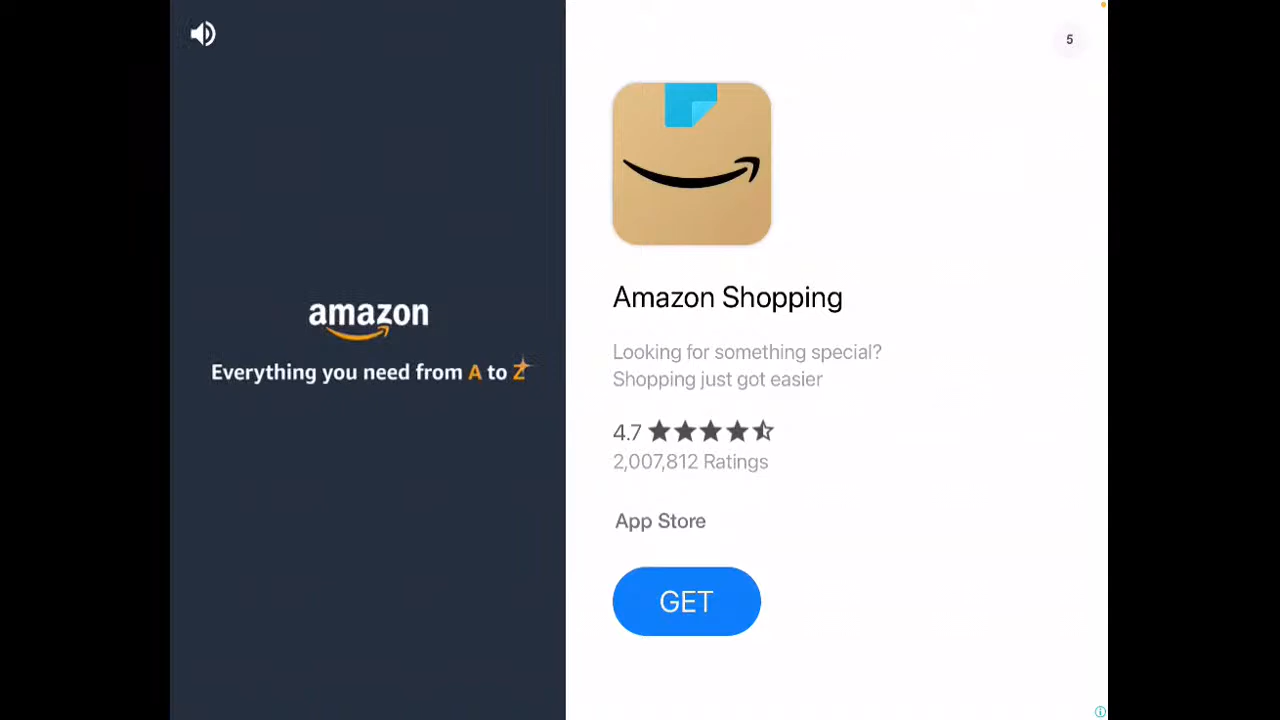 5
amazon
Everything you need from A to Z
Amazon Shopping
Looking for something special?
Shopping just got easier
4.7
2,007,812 Ratings
App Store
GET